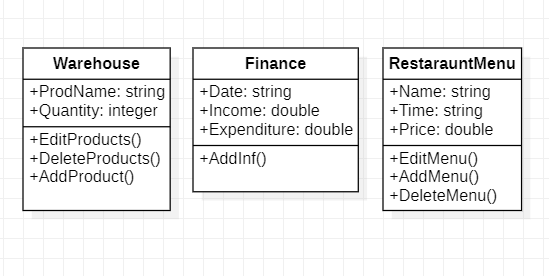 Warehouse
+ProdName: string
+Quantity: integer
+EditProducts()
+DeleteProducts()
+AddProduct()
Finance
+Date: string
+Income: double
+Expenditure: double
+AddInf()
RestarauntMenu
+Name: string
+Time: string
+Price: double
+EditMenu()
+AddMenu()
+DeleteMenu()